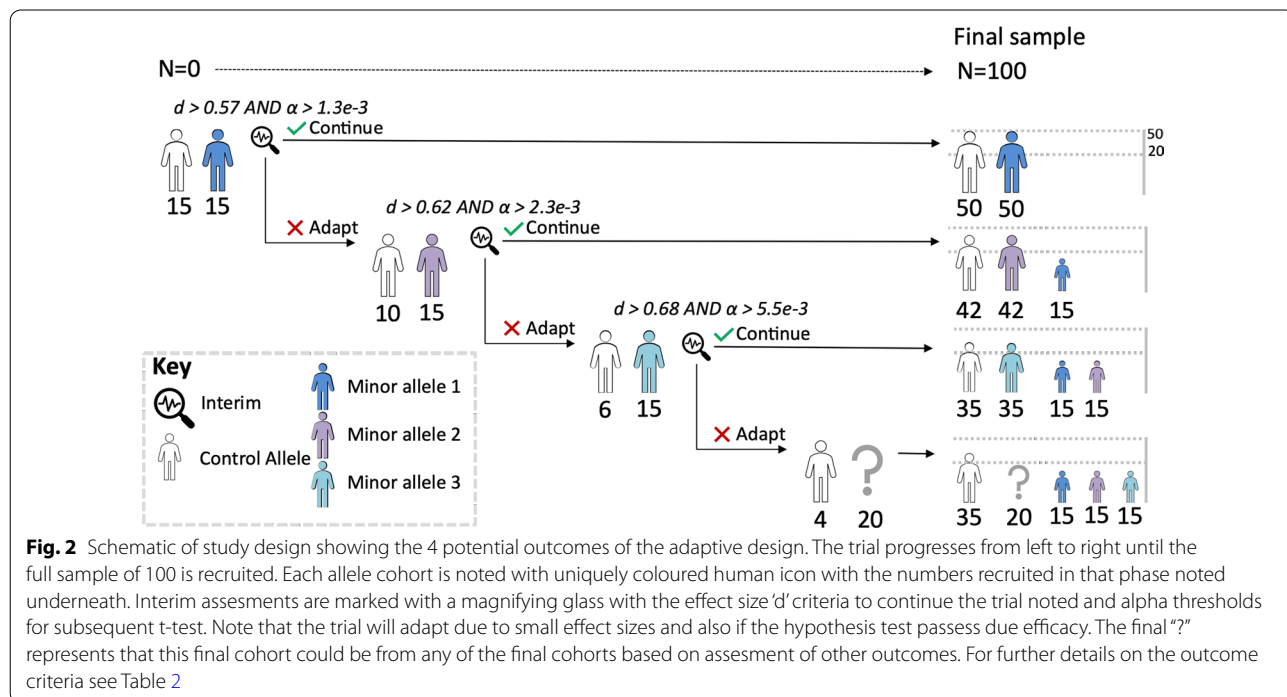 Final sample
N=0
N=100
d > 0.57 AND α > 1.3e-3
Continue
50
20
15 15
50 50
Adapt
d > 0.62 AND α > 2.3e-3
Continue
10 15
42 42 15
Adapt
d > 0.68 AND α > 5.5e-3
Continue
6 15
35 35 15 15
Key
Interim
Control Allele
Minor allele 1
Minor allele 2
Minor allele 3
Adapt
?
4 20
?
35 20 15 15 15
Fig. 2 Schematic of study design showing the 4 potential outcomes of the adaptive design. The trial progresses from left to right until the
full sample of 100 is recruited. Each allele cohort is noted with uniquely coloured human icon with the numbers recruited in that phase noted
underneath. Interim assesments are marked with a magnifying glass with the effect size ‘d’ criteria to continue the trial noted and alpha thresholds
for subsequent t-test. Note that the trial will adapt due to small effect sizes and also if the hypothesis test passess due efficacy. The final “?”
represents that this final cohort could be from any of the final cohorts based on assesment of other outcomes. For further details on the outcome
criteria see Table 2